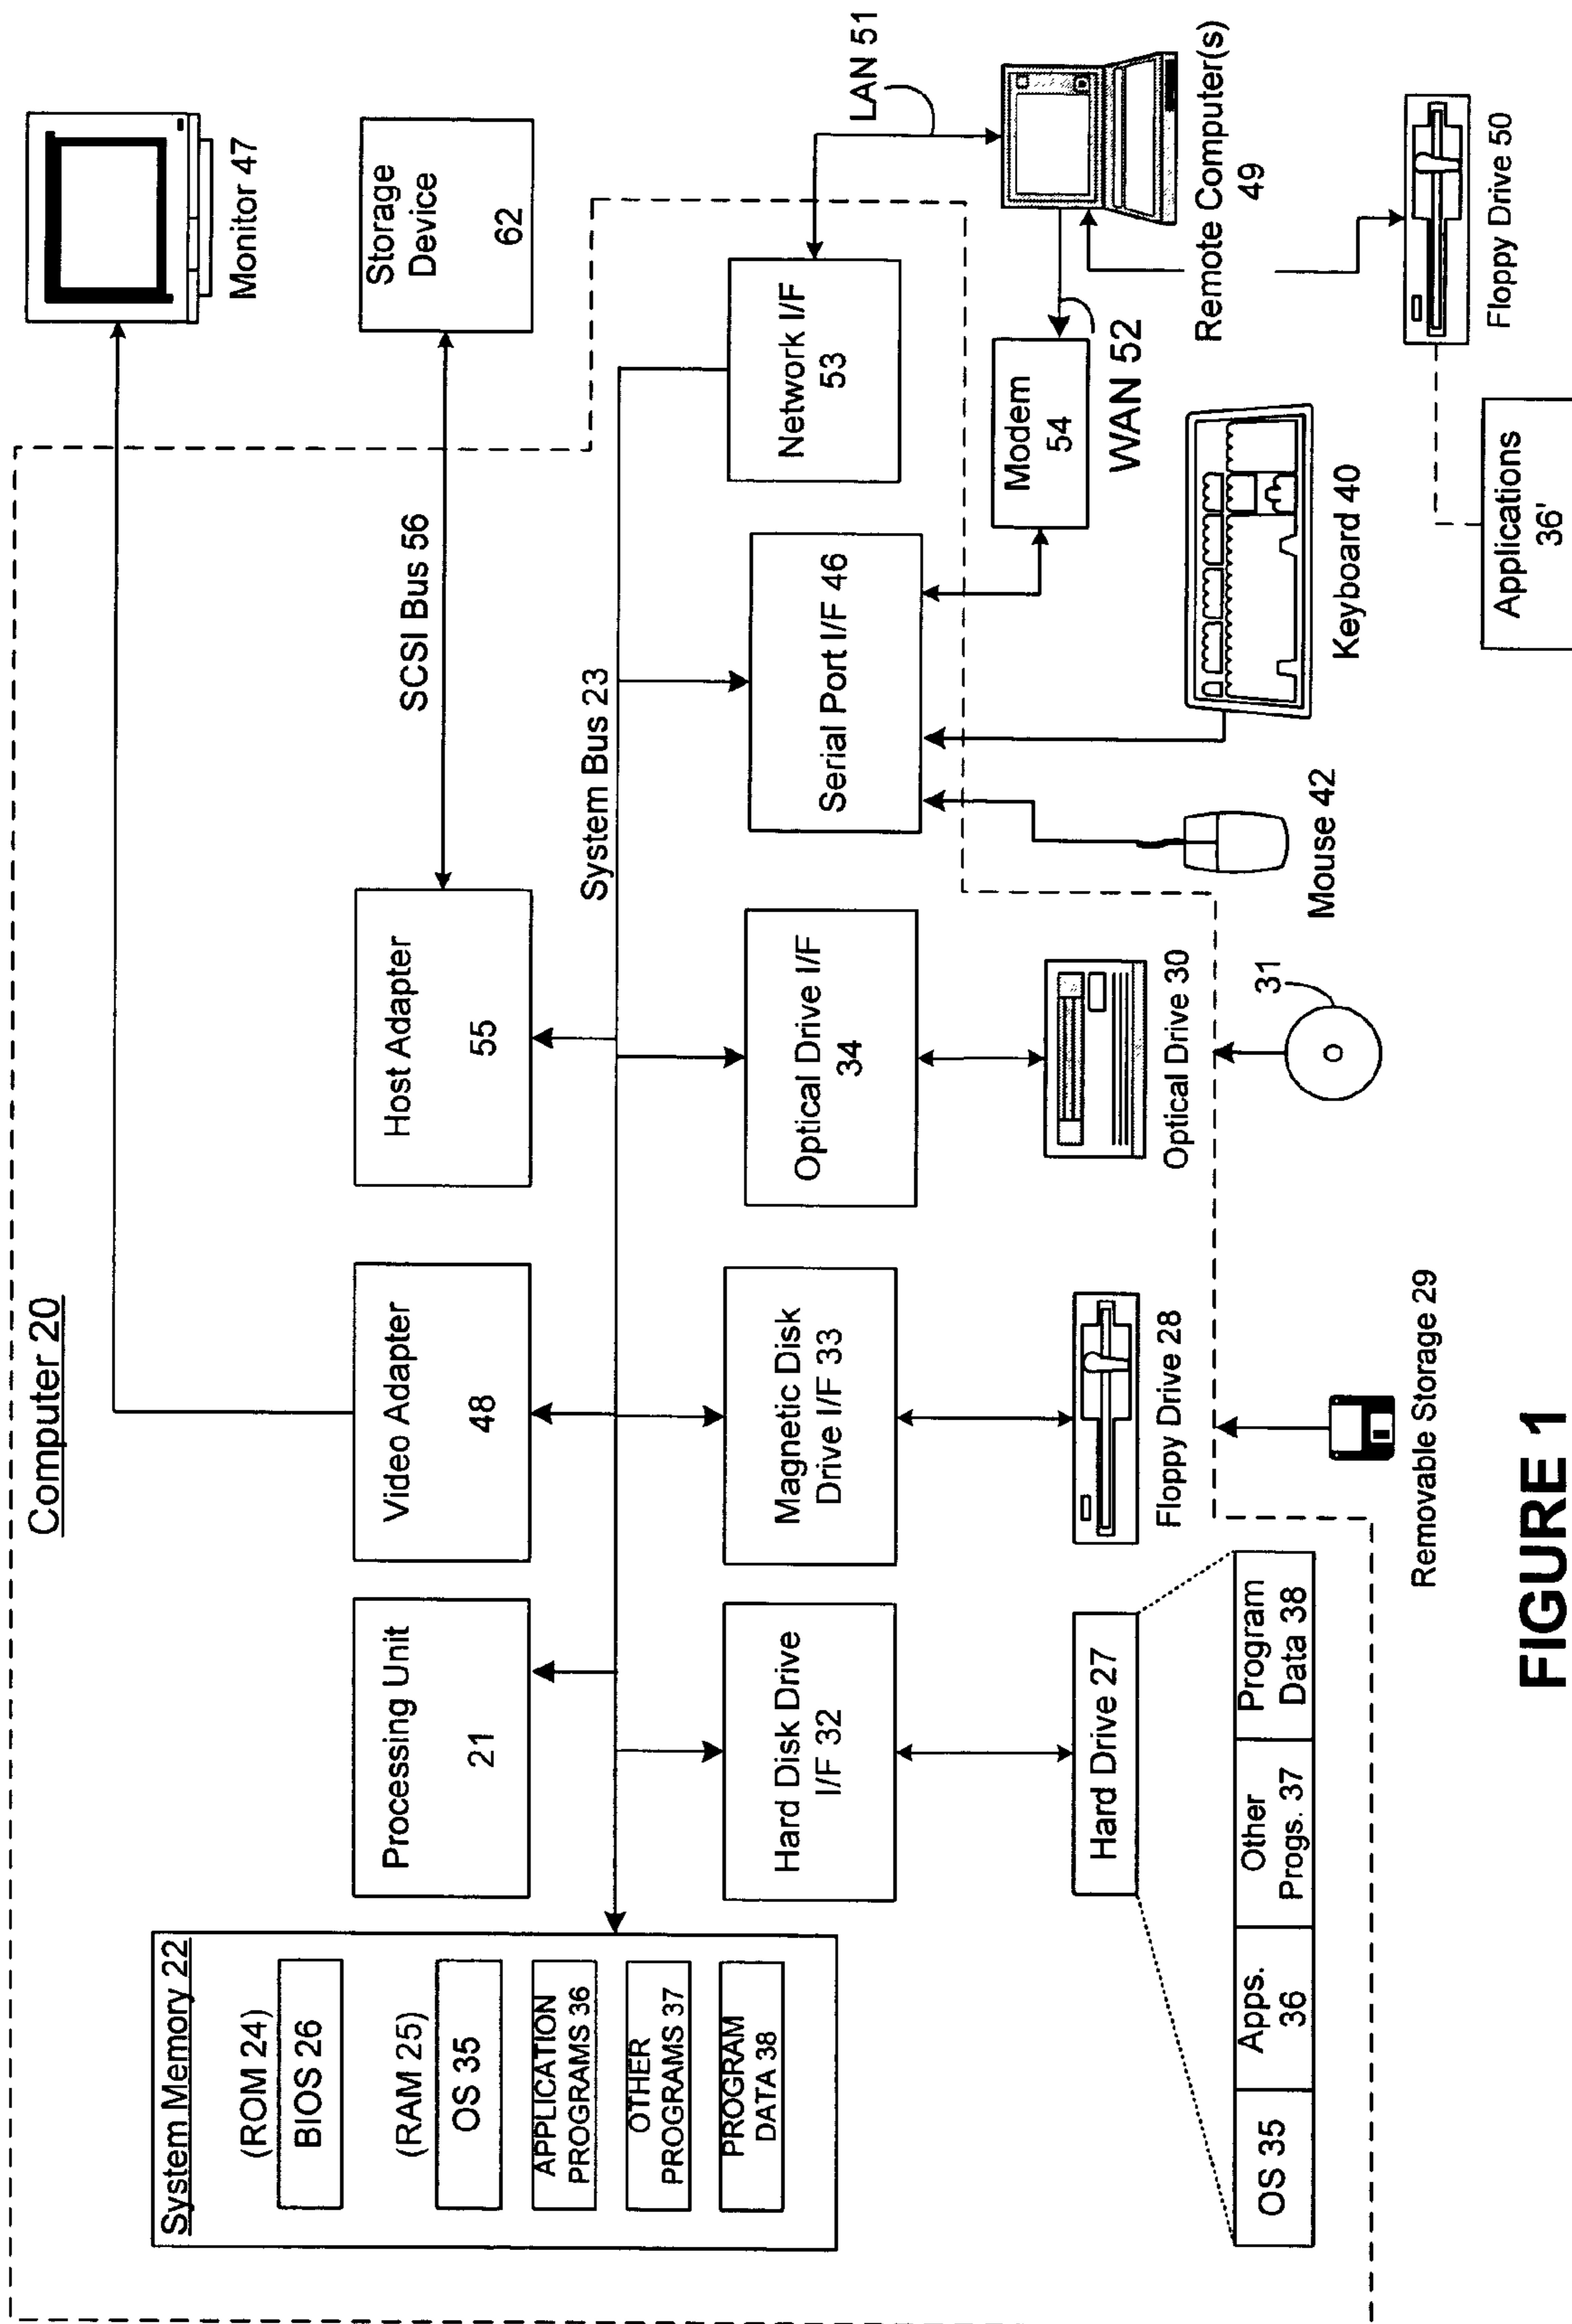 Computer 20
System Memory 22
(ROM 24)
BIOS 26
(RAM 25)
OS 35
APPLICATION
PROGRAMS 36
OTHER
PROGRAMS 37
PROGRAM
DATA 38
Processing Unit
21
Video Adapter
48
Host Adapter
55
SCSI Bus 56
Monitor 47
Storage
Device
62
System Bus 23
Hard Disk Drive
I/F 32
Magnetic Disk
Drive I/F 33
Optical Drive I/F
34
Serial Port I/F 46
Network I/F
53
LAN 51
Hard Drive 27
Floppy Drive 28
Optical Drive 30
Modem
54
WAN 52
Remote Computer(s)
49
OS 35
Apps.
36
Other
Progs. 37
Program
Data 38
Removable Storage 29
31
Mouse 42
Keyboard 40
Floppy Drive 50
Applications
36'
FIGURE 1